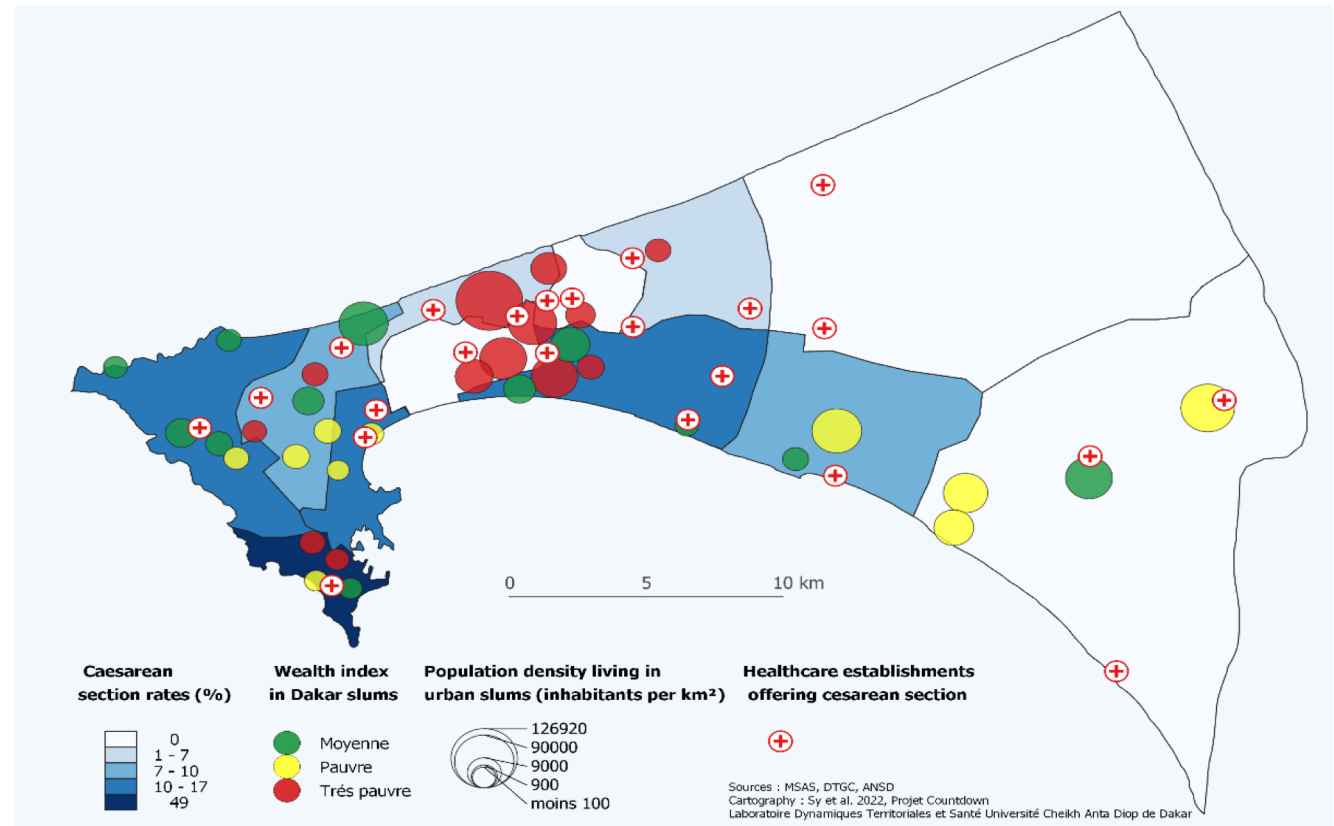 0 5 10 km
Caesarean
section rates (%)
0
1 - 7
7 - 10
10 - 17
49
Wealth index
in Dakar slums
Moyenne
Pauvre
Trés pauvre
Population density living in
urban slums (inhabitants per km²)
126920
90000
9000
900
moins 100
Healthcare establishments
offering cesarean section
Sources : MSAS, DTGC, ANSD
Cartography : Sy et al. 2022, Projet Countdown
Laboratoire Dynamiques Territoriales et Santé Université Cheikh Anta Diop de Dakar